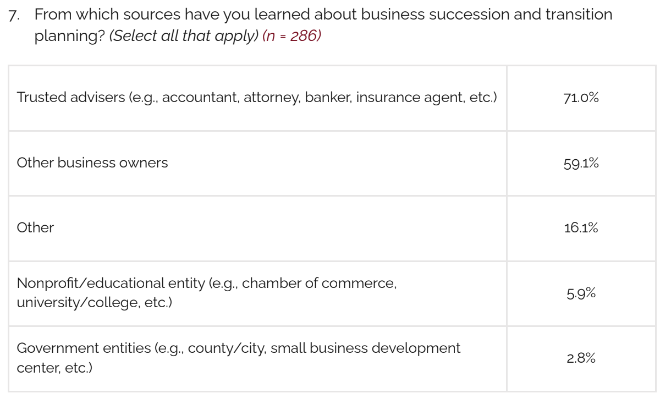 7. From which sources have you learned about business succession and transition
planning? (Select all that apply) (n = 286)
Trusted advisers (e.g., accountant, attorney, banker, insurance agent, etc.) 71.0%
Other business owners 59.1%
Other 16.1%
Nonprofit/educational entity (e.g., chamber of commerce,
university/college, etc.) 5.9%
Government entities (e.g., county/city, small business development
center, etc.) 2.8%